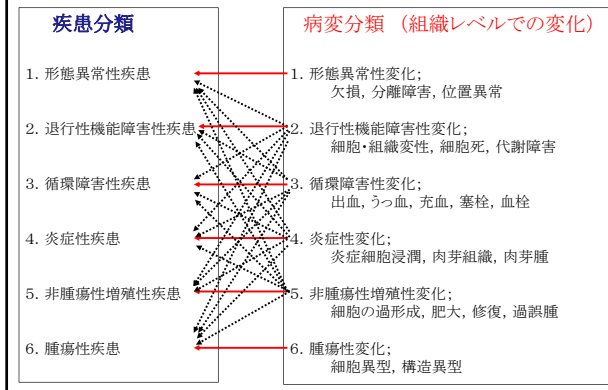 疾患分類
1. 形態異常性疾患
2. 退行性機能障害性疾患
3. 循環障害性疾患
4. 炎症性疾患
5. 非腫瘍性増殖性疾患
6. 腫瘍性疾患
病変分類 (組織レベルでの変化)
1. 形態異常性変化;
欠損, 分離障害, 位置異常
2. 退行性機能障害性変化;
細胞・組織変性, 細胞死, 代謝障害
3. 循環障害性変化;
出血, うっ血, 充血, 塞栓, 血栓
4. 炎症性変化;
炎症細胞浸潤, 肉芽組織, 肉芽腫
5. 非腫瘍性増殖性変化;
細胞の過形成, 肥大, 修復, 過誤腫
6. 腫瘍性変化;
細胞異型, 構造異型